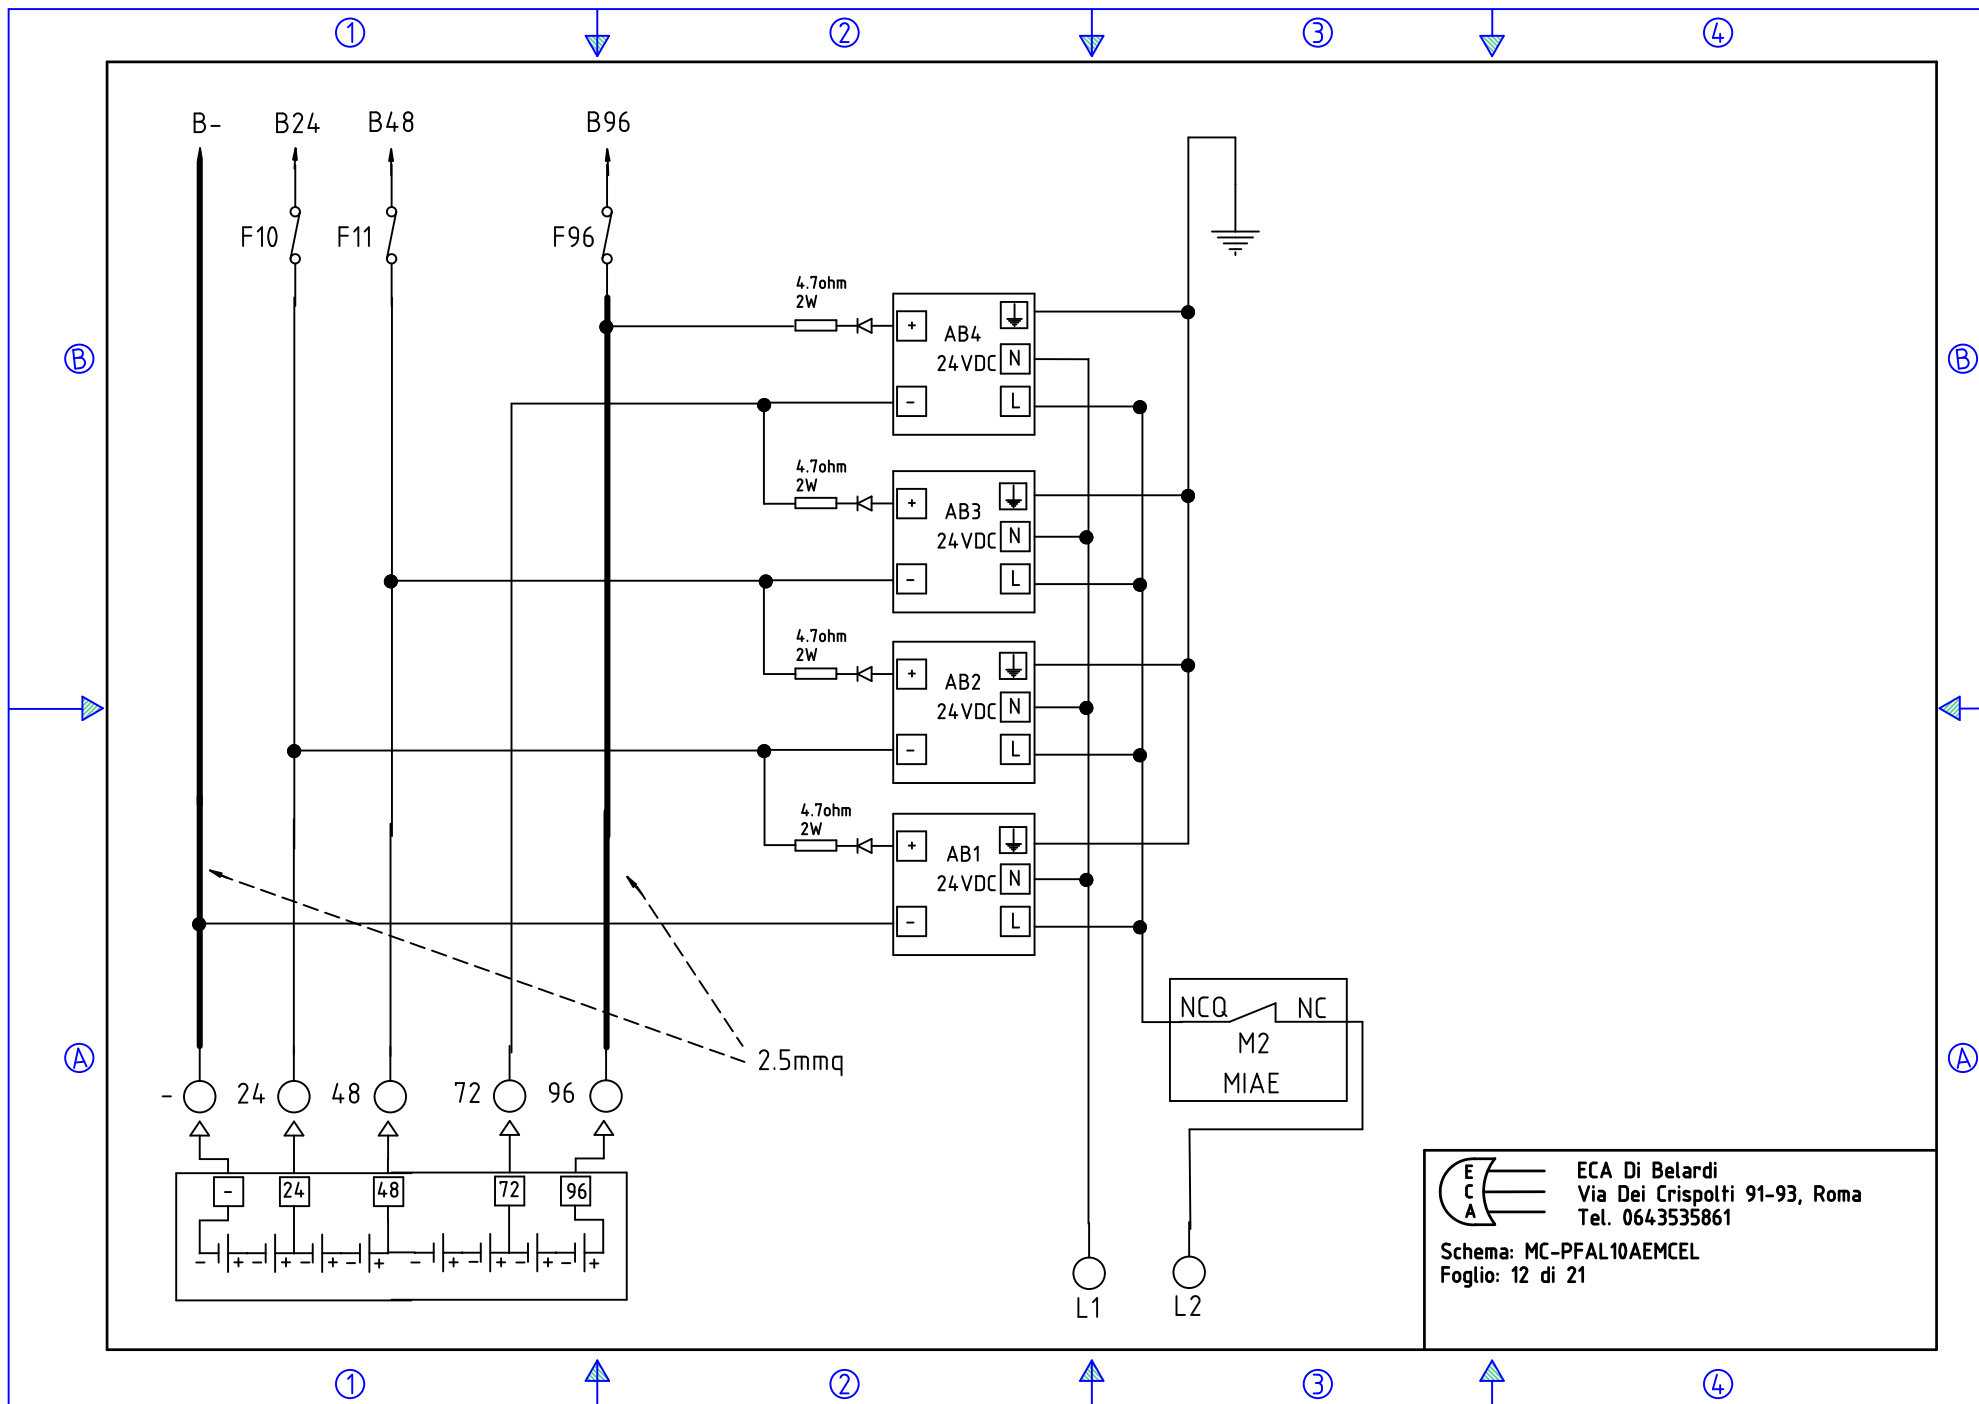 1 2 3 4
B- B24 B48 B96
F10 F11 F96
B B
4.7ohm
2W
+ AB4
24VDC N
- L
4.7ohm
2W
+ AB3
24VDC N
- L
4.7ohm
2W
+ AB2
24VDC N
- L
4.7ohm
2W
+ AB1
24VDC N
- L
NCQ NC
M2
MIAE
2.5mmq
A A
- 24 48 72 96
- 24 48 72 96
- + - + - + - + - + - + - + - +
L1 L2
E
C
A
ECA Di Belardi
Via Dei Crispolti 91-93, Roma
Tel. 0643535861
Schema: MC-PFAL10AEMCEL
Foglio: 12 di 21
1 2 3 4